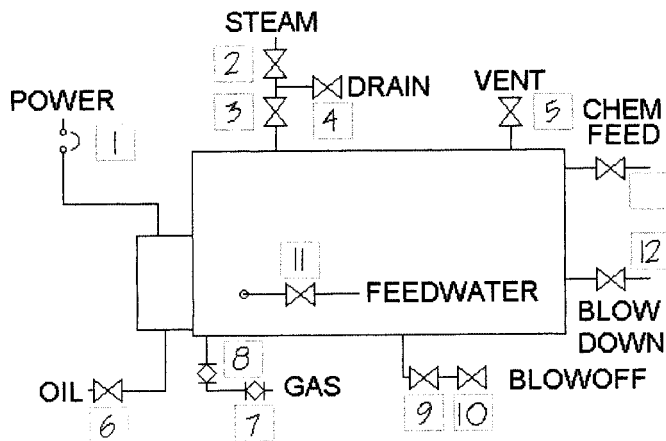 STEAM
2
DRAIN
VENT
POWER
3
4
5
CHEM
FEED
1
11
12
FEEDWATER
BLOW
DOWN
8
OIL
GAS
BLOWOFF
6
7
9
10